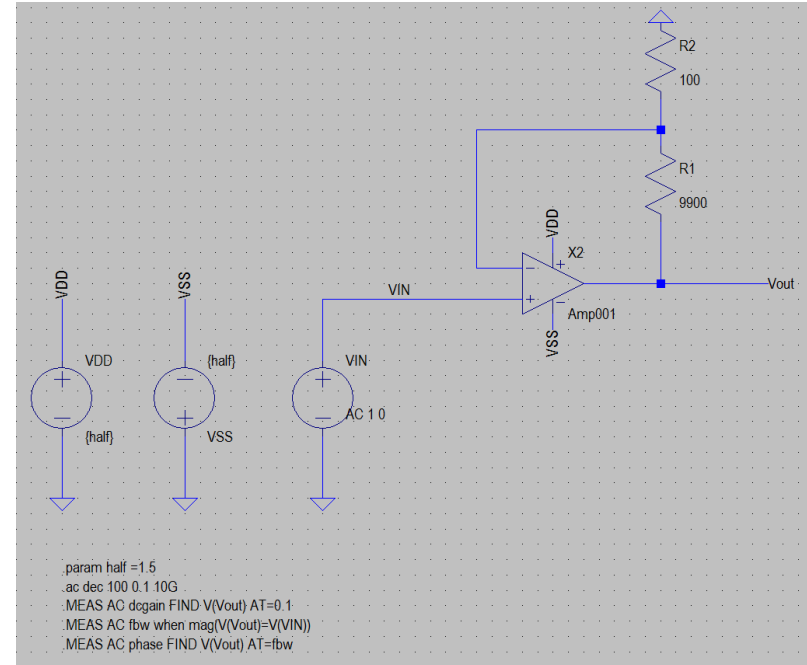 R2
100
R1
9900
VDD
X2
Amp001
VSS
Vout
VIN
VDD
VSS
VDD
{half}
{half}
VSS
VIN
AC 1 0
.param half =1.5
.ac dec 100 0.1 10G
.MEAS AC dcgain FIND V(Vout) AT=0.1
.MEAS AC fbw when mag(V(Vout)=V(VIN))
.MEAS AC phase FIND V(Vout) AT=fbw